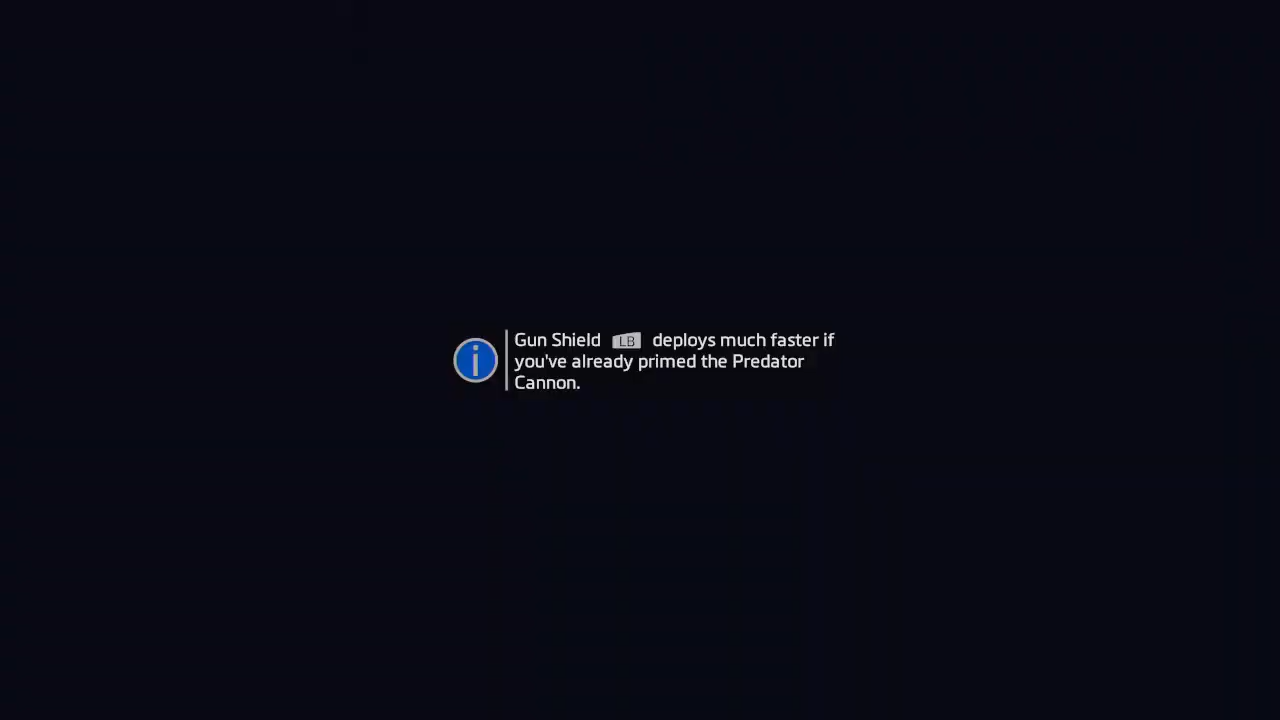 Gun Shield LB deploys much faster if
you've already primed the Predator
Cannon.